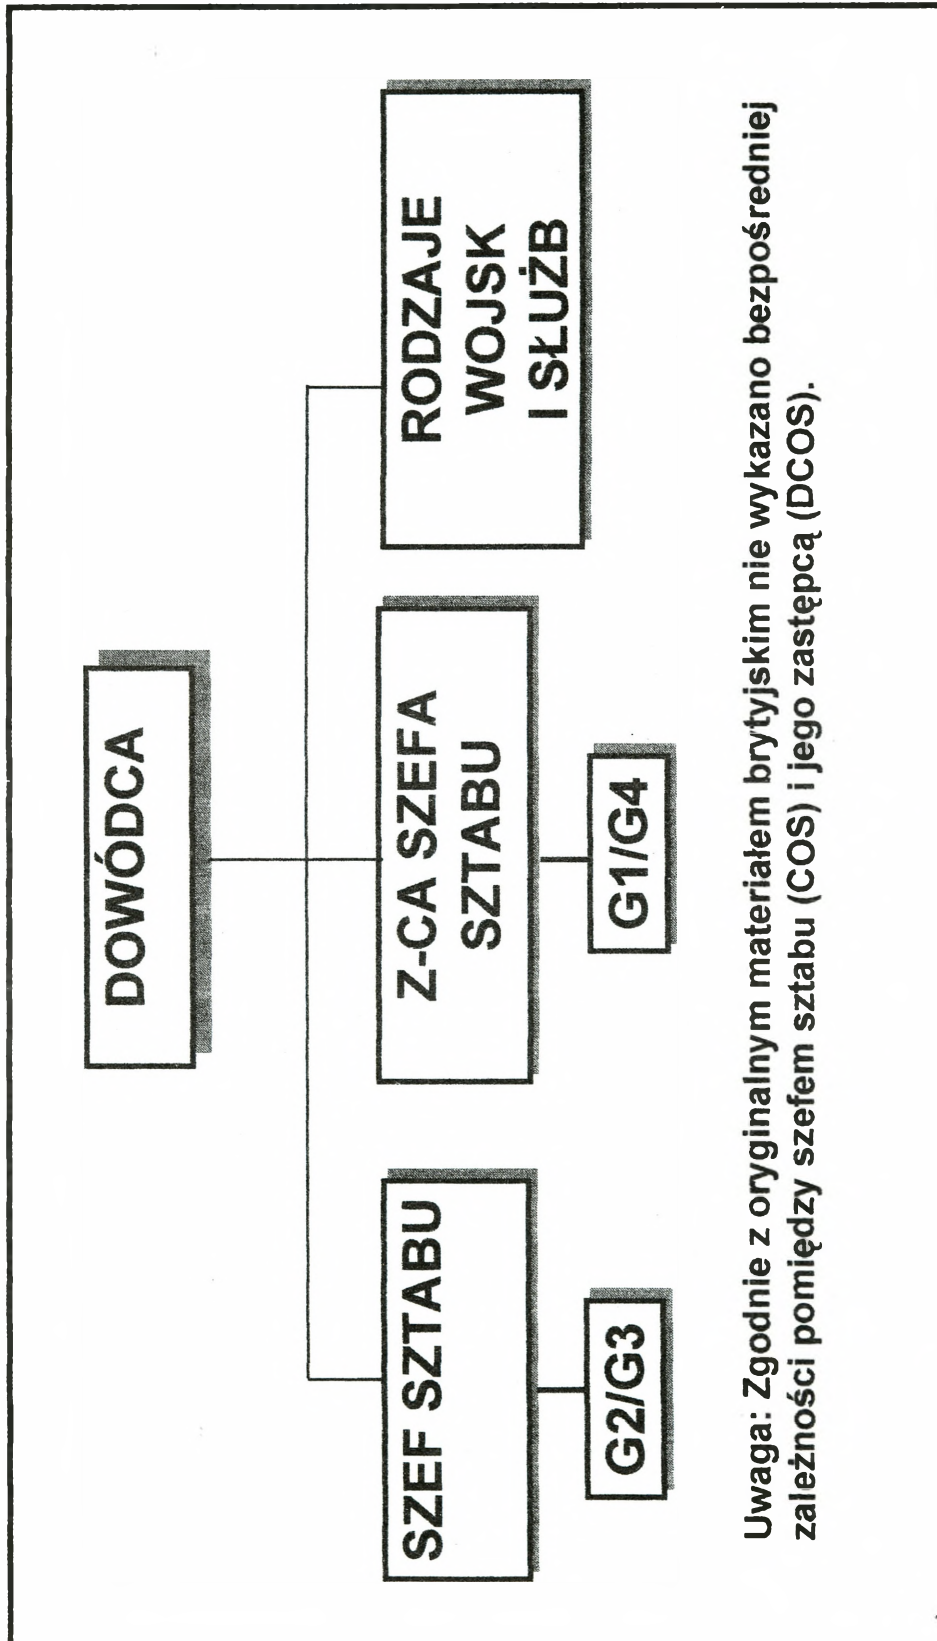 DOWÓDCA
SZEF SZTABU
Z-CA SZEFA
SZTABU
RODZAJE
WOJSK
I SŁUŻB
G2/G3
G1/G4
Uwaga: Zgodnie z oryginalnym materiałem brytyjskim nie wykazano bezpośredniej
zależności pomiędzy szefem sztabu (COS) i jego zastępcą (DCOS).